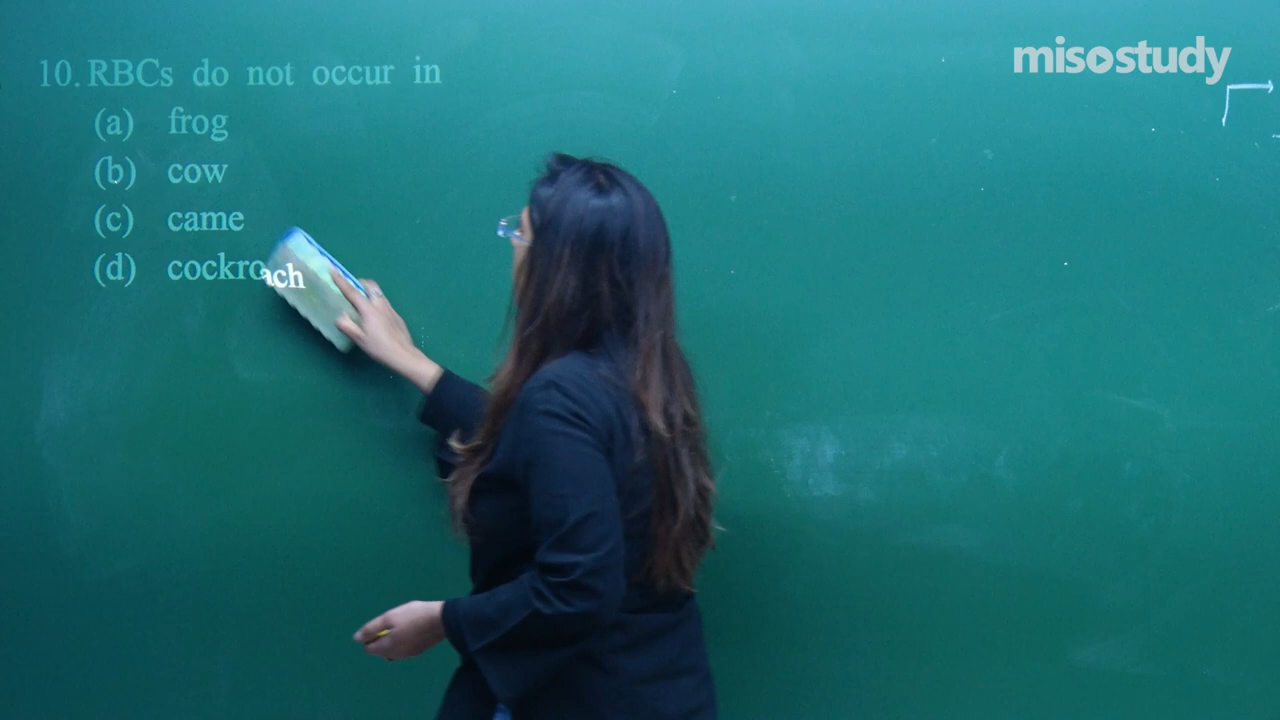 misostudy
10. RBCs do not occur in
(a) frog
(b) cow
(c) came
(d) cockroach